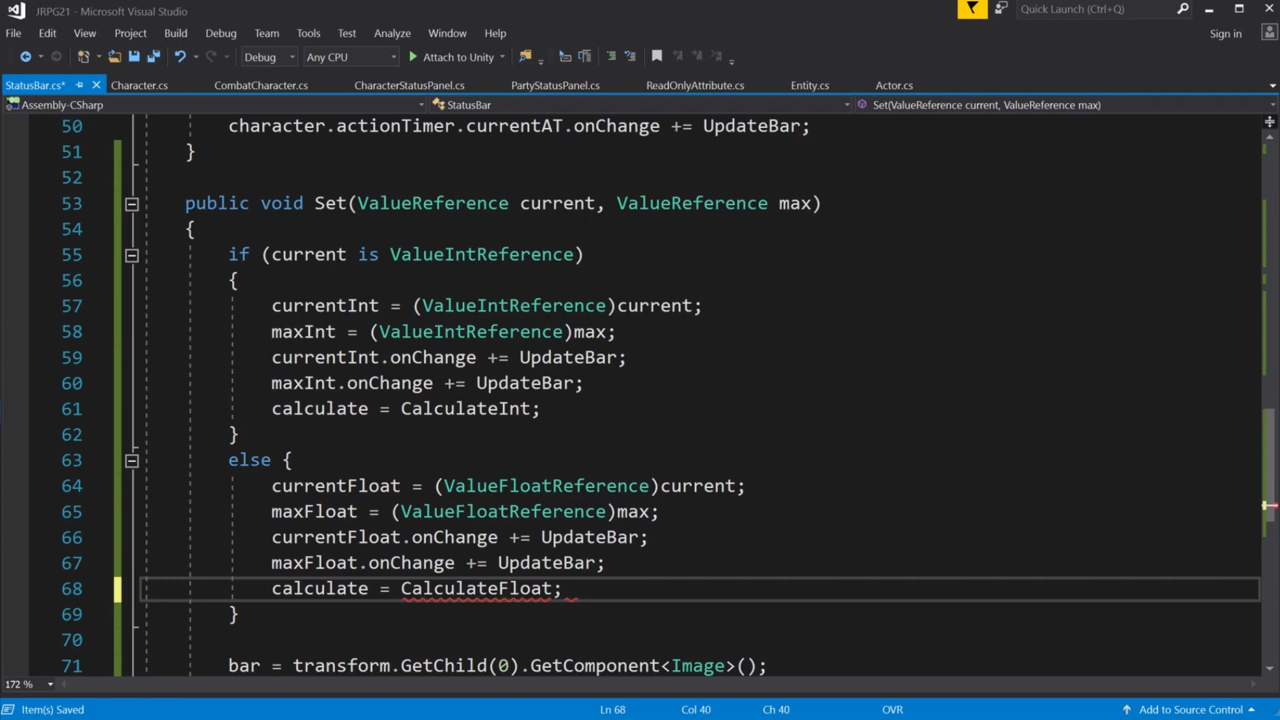 JRPG21 - Microsoft Visual Studio
Quick Launch (Ctrl+Q)
File Edit View Project Build Debug Team Tools Test Analyze Window Help
Sign in
Debug Any CPU Attach to Unity
StatusBar.cs* Character.cs CombatCharacter.cs CharacterStatusPanel.cs PartyStatusPanel.cs ReadOnlyAttribute.cs Entity.cs Actor.cs
Assembly-CSharp StatusBar Set(ValueReference current, ValueReference max)
50 character.actionTimer.currentAT.onChange += UpdateBar;
51 }
52
53 public void Set(ValueReference current, ValueReference max)
54 {
55 if (current is ValueIntReference)
56 {
57 currentInt = (ValueIntReference)current;
58 maxInt = (ValueIntReference)max;
59 currentInt.onChange += UpdateBar;
60 maxInt.onChange += UpdateBar;
61 calculate = CalculateInt;
62 }
63 else {
64 currentFloat = (ValueFloatReference)current;
65 maxFloat = (ValueFloatReference)max;
66 currentFloat.onChange += UpdateBar;
67 maxFloat.onChange += UpdateBar;
68 calculate = CalculateFloat;
69 }
70
71 bar = transform.GetChild(0).GetComponent<Image>();
172 %
Item(s) Saved Ln 68 Col 40 Ch 40 OVR Add to Source Control